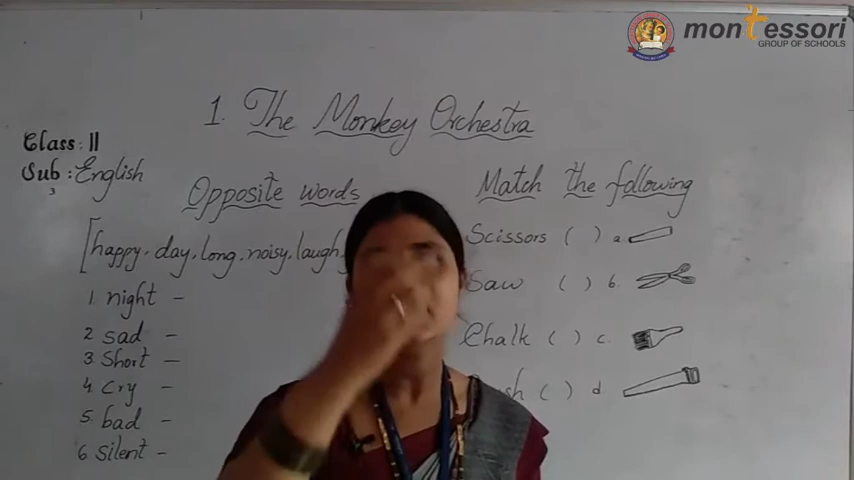 montessori
GROUP OF SCHOOLS
1. The Monkey Orchestra
Class : II
Sub : English
Opposite words
[happy, day, long, noisy, laugh,
1 night -
2 sad -
3 Short -
4 Cry -
5 bad -
6 Silent -
Match the following
Scissors ( ) a.
Saw ( ) b.
Chalk ( ) c.
( ) d